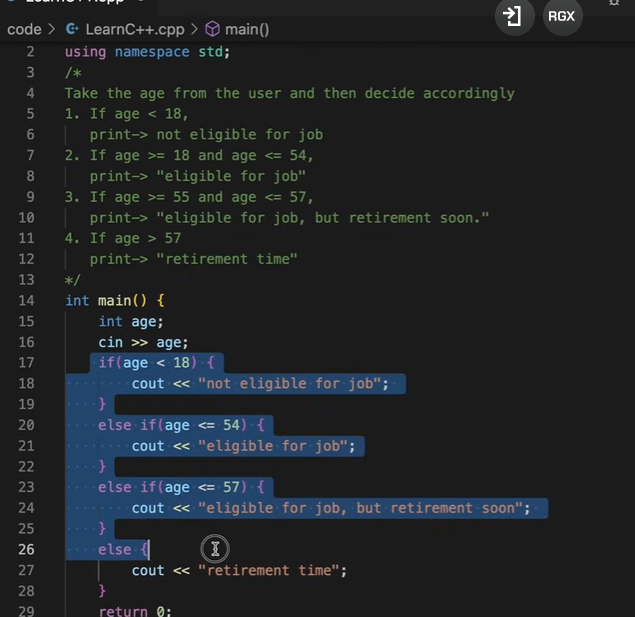 RGX
code > LearnC++.cpp > main()
2 using namespace std;
3 /*
4 Take the age from the user and then decide accordingly
5 1. If age < 18,
6 print-> not eligible for job
7 2. If age >= 18 and age <= 54,
8 print-> "eligible for job"
9 3. If age >= 55 and age <= 57,
10 print-> "eligible for job, but retirement soon."
11 4. If age > 57
12 print-> "retirement time"
13 */
14 int main() {
15 int age;
16 cin >> age;
17 if(age < 18) {
18 cout << "not eligible for job";
19 }
20 else if(age <= 54) {
21 cout << "eligible for job";
22 }
23 else if(age <= 57) {
24 cout << "eligible for job, but retirement soon";
25 }
26 else {
27 cout << "retirement time";
28 }
29 return 0;